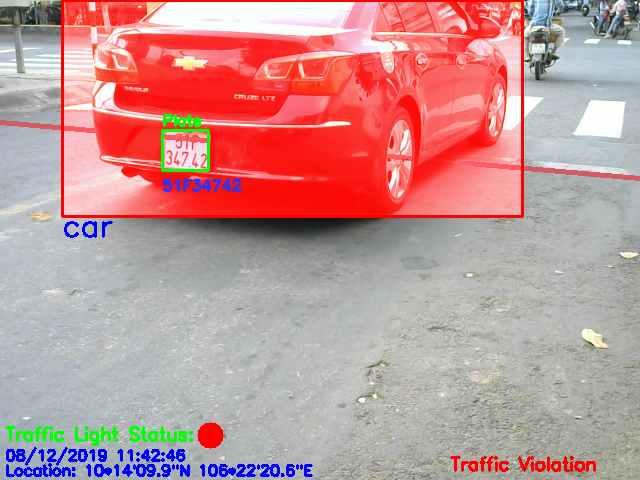 CHEVROLET
CRUZE LTZ
Plate
51F
347.42
51F34742
car
Traffic Light Status:
08/12/2019 11:42:46
Location: 10•14'09.9"N 106•22'20.6"E
Traffic Violation